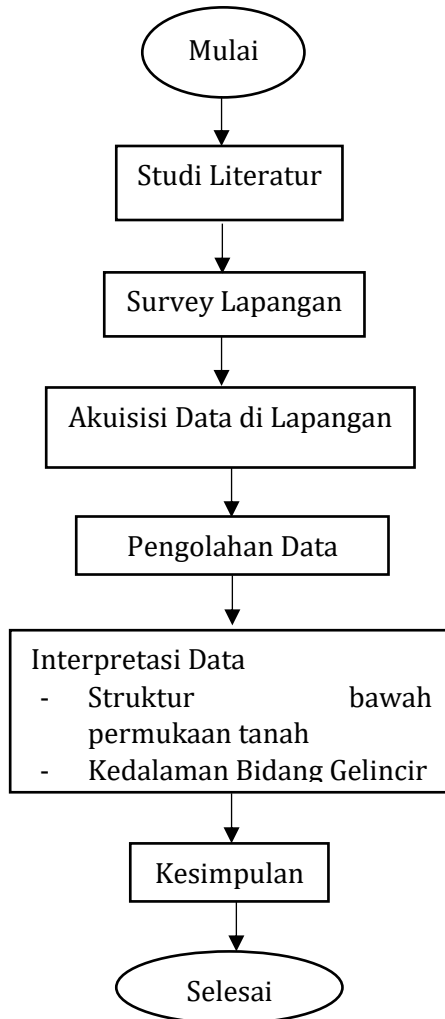 Mulai
Studi Literatur
Survey Lapangan
Akuisisi Data di Lapangan
Pengolahan Data
Interpretasi Data
- Struktur bawah
permukaan tanah
- Kedalaman Bidang Gelincir
Kesimpulan
Selesai